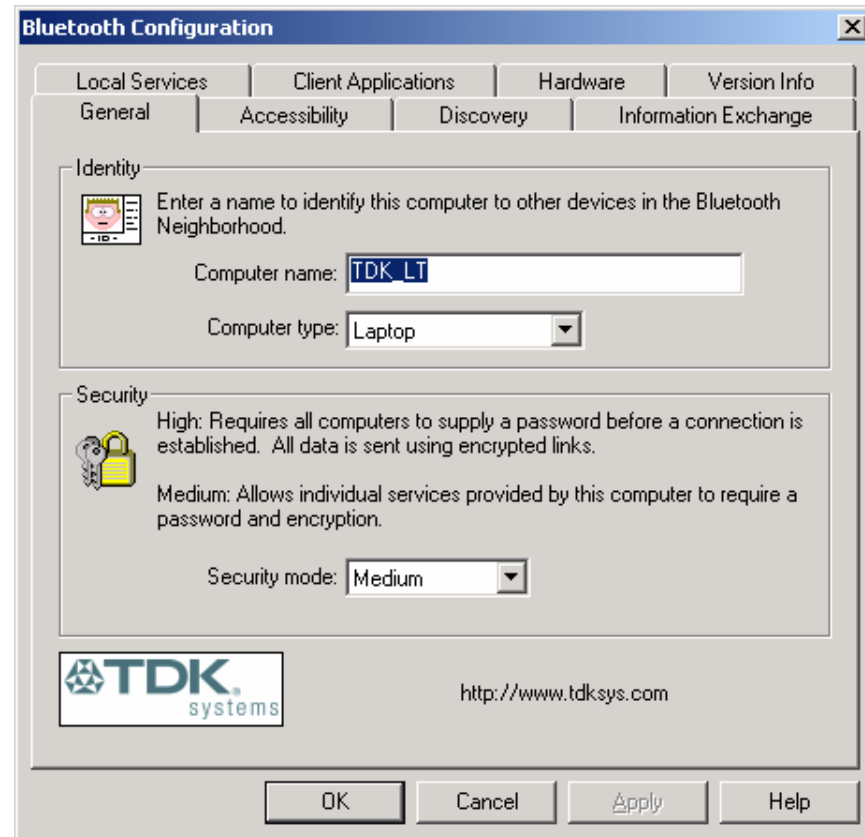 Bluetooth Configuration
Local Services
Client Applications
Hardware
Version Info
General
Accessibility
Discovery
Information Exchange
Identity
Enter a name to identify this computer to other devices in the Bluetooth
Neighborhood.
-ID-
Computer name: TDK_LT
Computer type: Laptop
Security
High: Requires all computers to supply a password before a connection is
established.  All data is sent using encrypted links.
Medium: Allows individual services provided by this computer to require a
password and encryption.
Security mode: Medium
TDK.
systems
http://www.tdksys.com
OK
Cancel
Apply
Help